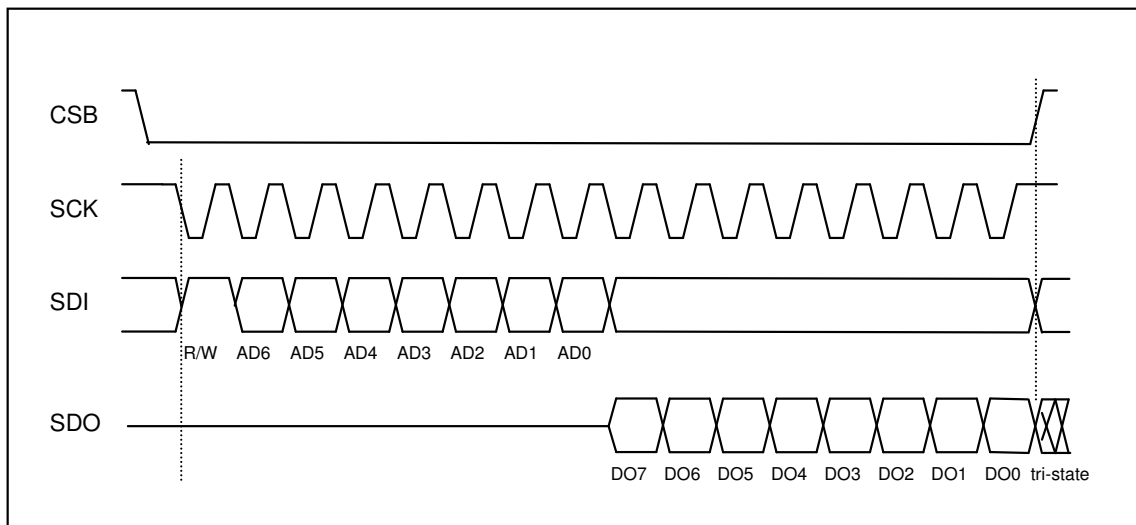 CSB
SCK
SDI
R/W AD6 AD5 AD4 AD3 AD2 AD1 AD0
SDO
DO7 DO6 DO5 DO4 DO3 DO2 DO1 DO0 tri-state